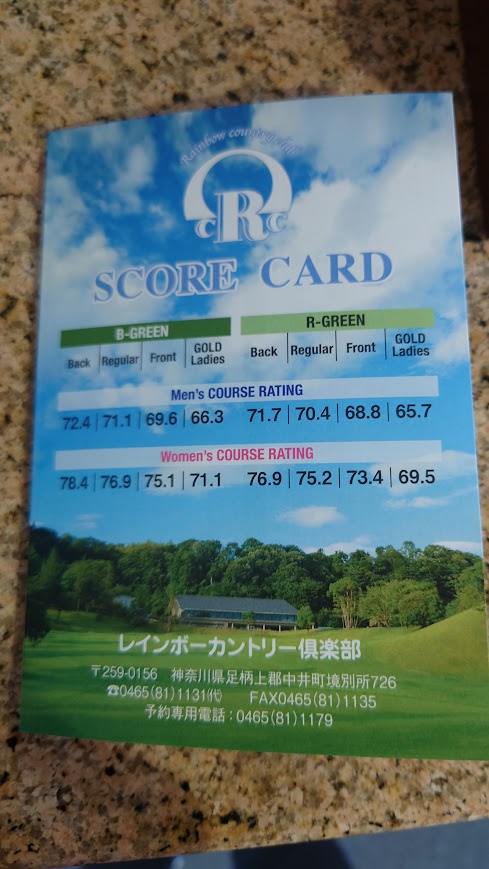 Rainbow country club
CRC
SCORE CARD
B-GREEN R-GREEN
Back Regular Front GOLD Ladies Back Regular Front GOLD Ladies
Men's COURSE RATING
72.4 71.1 69.6 66.3 71.7 70.4 68.8 65.7
Women's COURSE RATING
78.4 76.9 75.1 71.1 76.9 75.2 73.4 69.5
レインボーカントリー倶楽部
〒259-0156 神奈川県足柄上郡中井町境別所726
☎0465(81)1131㈹ FAX0465(81)1135
予約専用電話：0465(81)1179